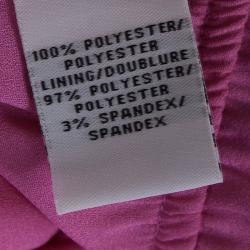 100% POLYESTER/
POLYESTER
LINING/DOUBLURE
97% POLYESTER/
POLYESTER
3% SPANDEX/
SPANDEX